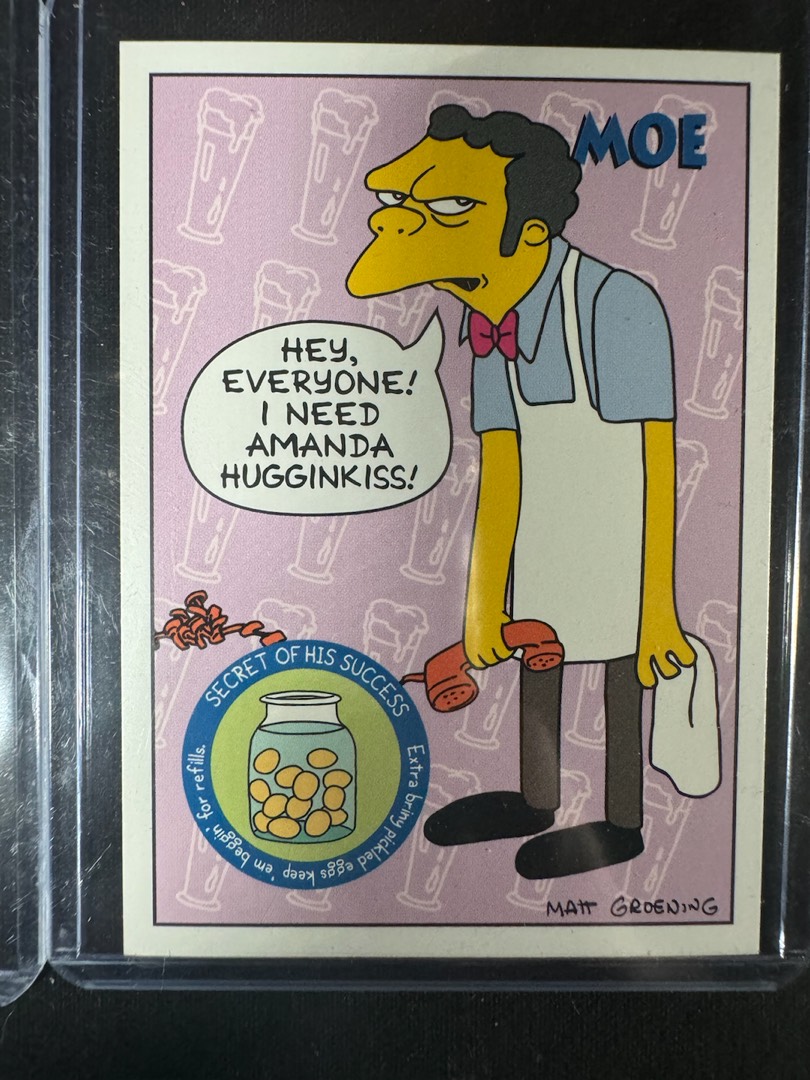 MOE
HEY,
EVERYONE!
I NEED
AMANDA
HUGGINKISS!
SECRET OF HIS SUCCESS
Extra briny pickled eggs keep 'em beggin' for refills.
MATT GROENING